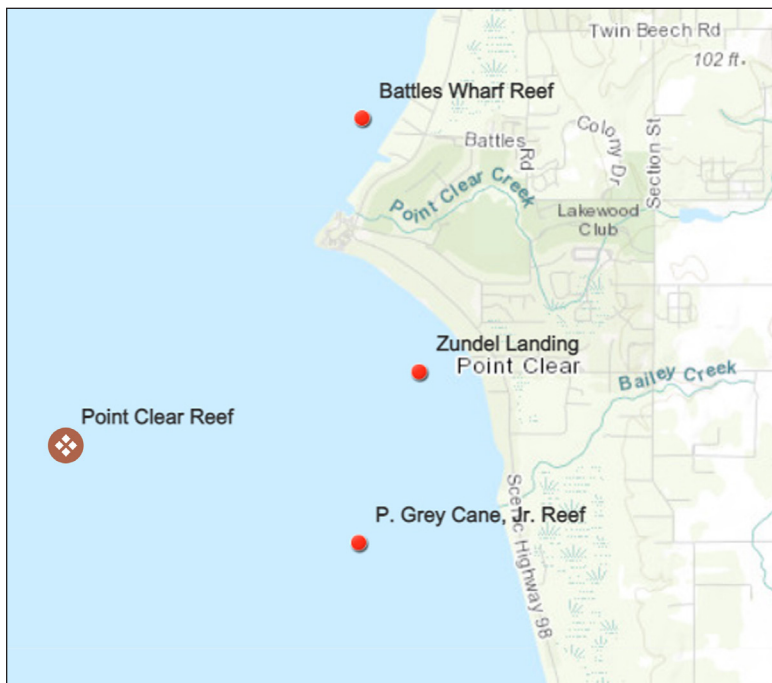 Twin Beech Rd
102 ft
Battles Wharf Reef
Battles
Rd
Colony Dr
Section St
Point Clear Creek
Lakewood
Club
Zundel Landing
Point Clear
Bailey Creek
Point Clear Reef
P. Grey Cane, Jr. Reef
Scenic Highway 98